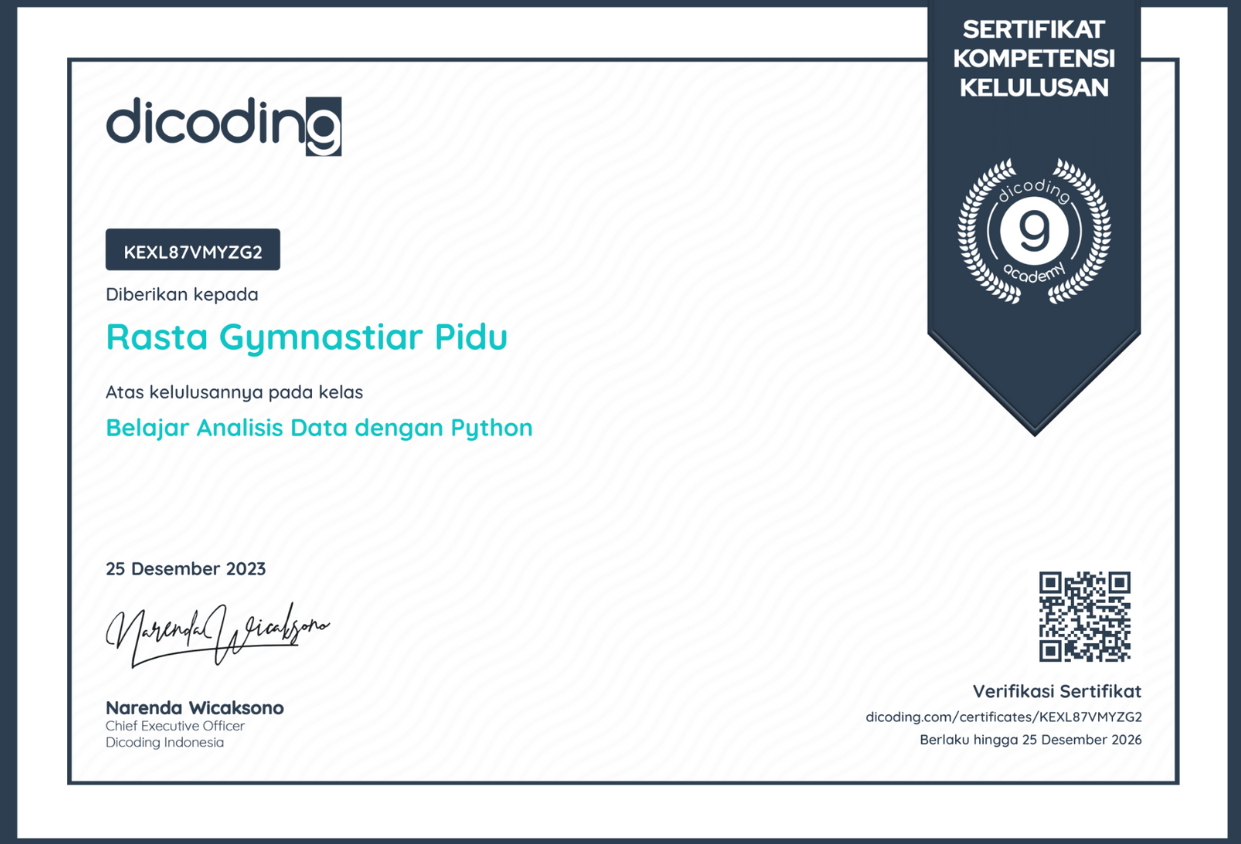 SERTIFIKAT
KOMPETENSI
KELULUSAN
dicoding
dicoding
9
academy
KEXL87VMYZG2
Diberikan kepada
Rasta Gymnastiar Pidu
Atas kelulusannya pada kelas
Belajar Analisis Data dengan Python
25 Desember 2023
Narenda Wicaksono
Narenda Wicaksono
Chief Executive Officer
Dicoding Indonesia
Verifikasi Sertifikat
dicoding.com/certificates/KEXL87VMYZG2
Berlaku hingga 25 Desember 2026